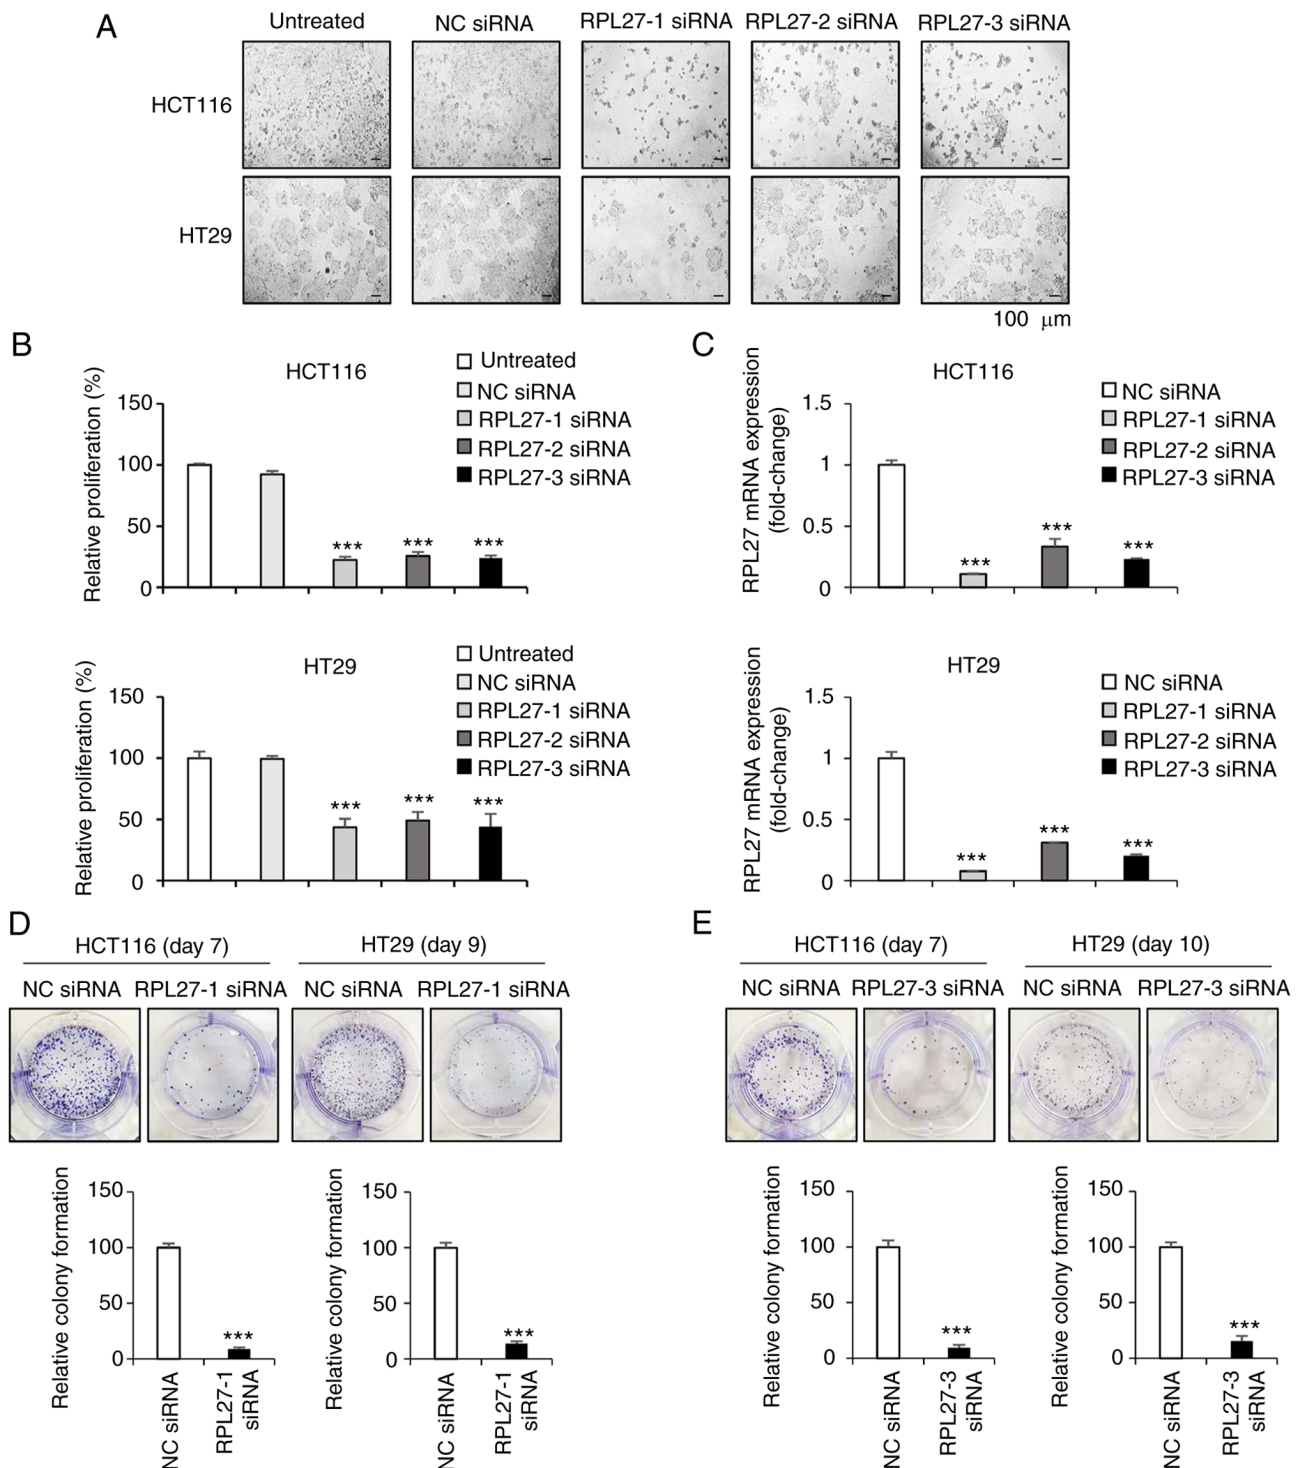 A
Untreated
NC siRNA
RPL27-1 siRNA
RPL27-2 siRNA
RPL27-3 siRNA
HCT116
HT29
100 μm
B
HCT116
Relative proliferation (%)
150
100
50
0
***
***
***
Untreated
NC siRNA
RPL27-1 siRNA
RPL27-2 siRNA
RPL27-3 siRNA
HT29
Relative proliferation (%)
150
100
50
0
***
***
***
Untreated
NC siRNA
RPL27-1 siRNA
RPL27-2 siRNA
RPL27-3 siRNA
C
HCT116
RPL27 mRNA expression
(fold-change)
1.5
1
0.5
0
***
***
***
NC siRNA
RPL27-1 siRNA
RPL27-2 siRNA
RPL27-3 siRNA
HT29
RPL27 mRNA expression
(fold-change)
1.5
1
0.5
0
***
***
***
NC siRNA
RPL27-1 siRNA
RPL27-2 siRNA
RPL27-3 siRNA
D
HCT116 (day 7)
HT29 (day 9)
NC siRNA
RPL27-1 siRNA
NC siRNA
RPL27-1 siRNA
Relative colony formation
150
100
50
0
***
NC siRNA
RPL27-1
siRNA
Relative colony formation
150
100
50
0
***
NC siRNA
RPL27-1
siRNA
E
HCT116 (day 7)
HT29 (day 10)
NC siRNA
RPL27-3 siRNA
NC siRNA
RPL27-3 siRNA
Relative colony formation
150
100
50
0
***
NC siRNA
RPL27-3
siRNA
Relative colony formation
150
100
50
0
***
NC siRNA
RPL27-3
siRNA